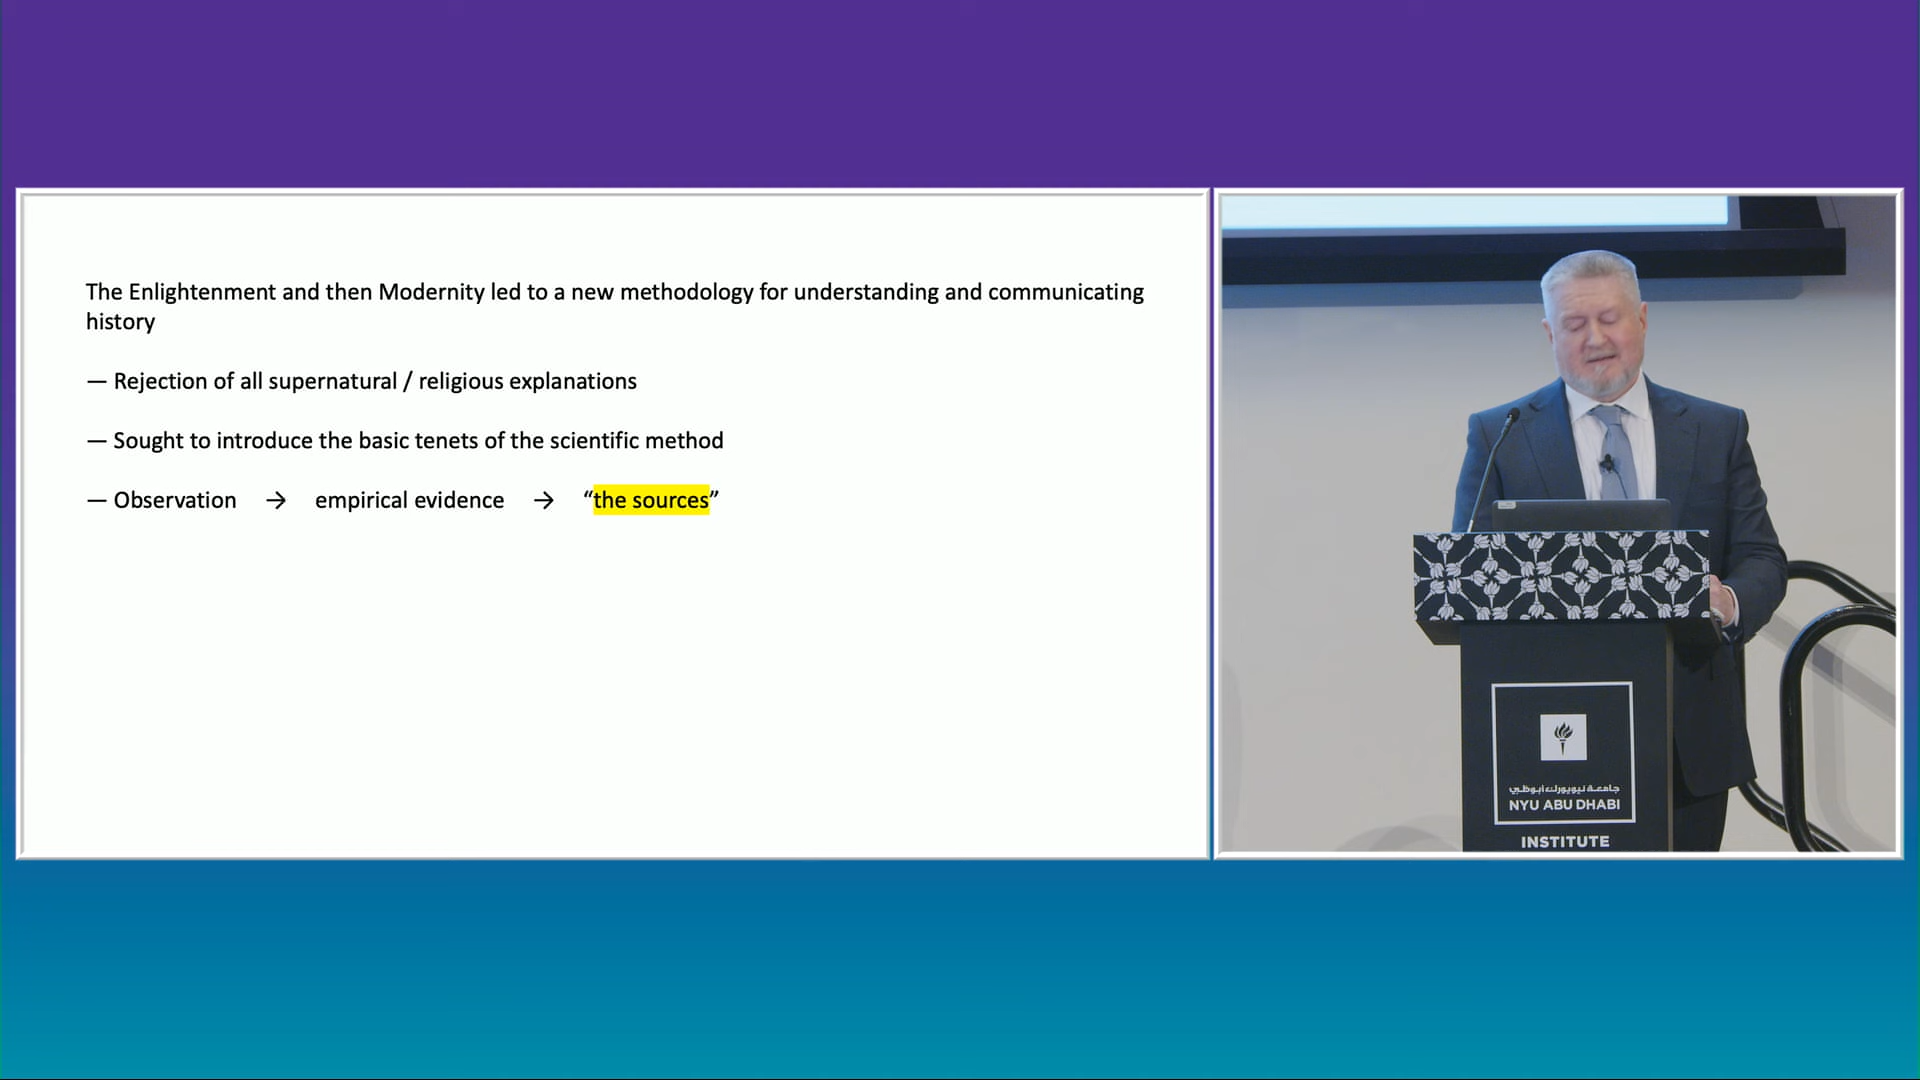 The Enlightenment and then Modernity led to a new methodology for understanding and communicating
history
— Rejection of all supernatural / religious explanations
— Sought to introduce the basic tenets of the scientific method
— Observation → empirical evidence → “the sources”
جامعة نيويورك أبوظبي
NYU ABU DHABI
INSTITUTE